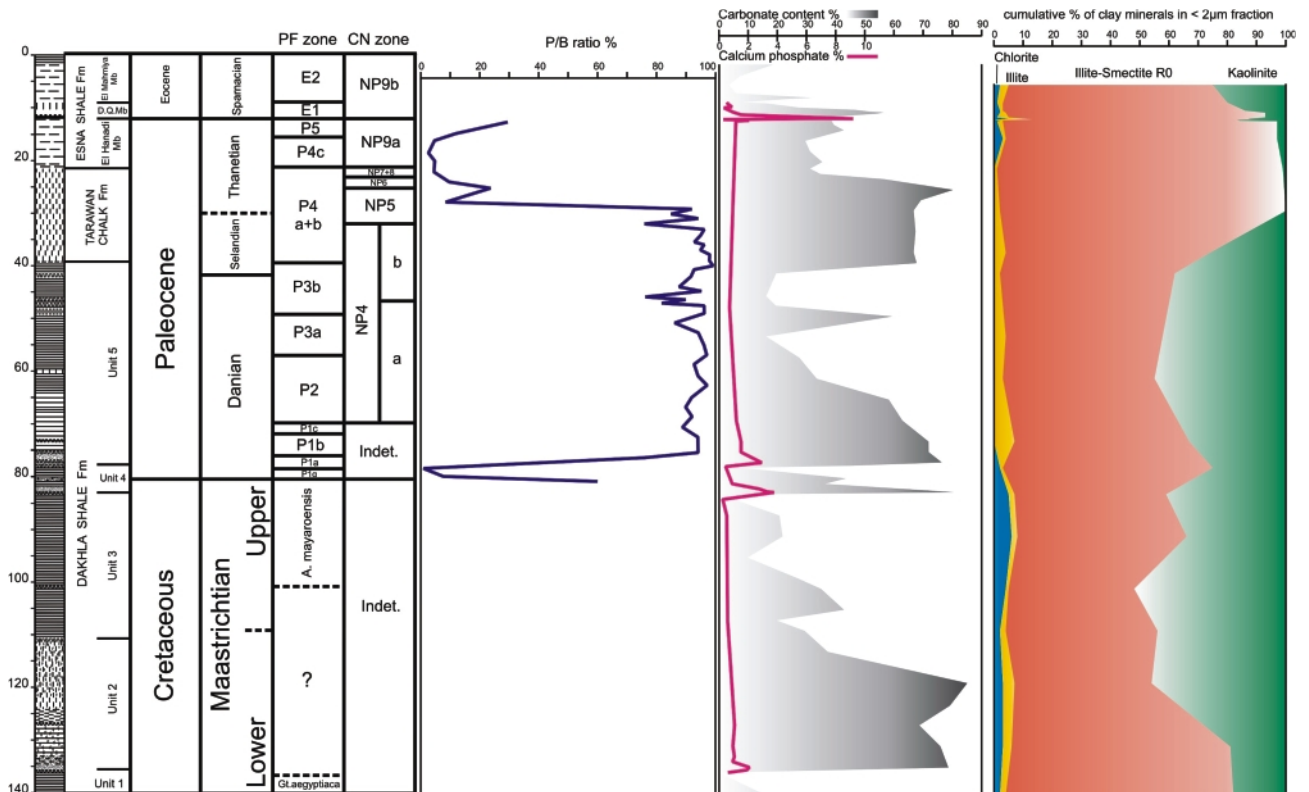 Carbonate content %
cumulative % of clay minerals in < 2µm fraction
PF zone CN zone
P/B ratio %
0 20 40 60 80 100
0 10 20 30 40 50 60 70 80 90
0 2 4 6 8 10
Calcium phosphate %
0 10 20 30 40 50 60 70 80 90 100
Chlorite
Illite
Illite-Smectite R0
Kaolinite
0
20
40
60
80
100
120
140
ESNA SHALE Fm
El Mahmiya Mb
D.Q.Mb
El Hanadi Mb
TARAWAN CHALK Fm
DAKHLA SHALE Fm
Unit 5
Unit 4
Unit 3
Unit 2
Unit 1
Eocene
Paleocene
Cretaceous
Sparnacian
Thanetian
Selandian
Danian
Maastrichtian
Upper
Lower
E2
E1
P5
P4c
P4
a+b
P3b
P3a
P2
P1c
P1b
P1a
P1α
A. mayaroensis
?
Gt.aegyptiaca
NP9b
NP9a
NP7+8
NP6
NP5
NP4
b
a
Indet.
Indet.